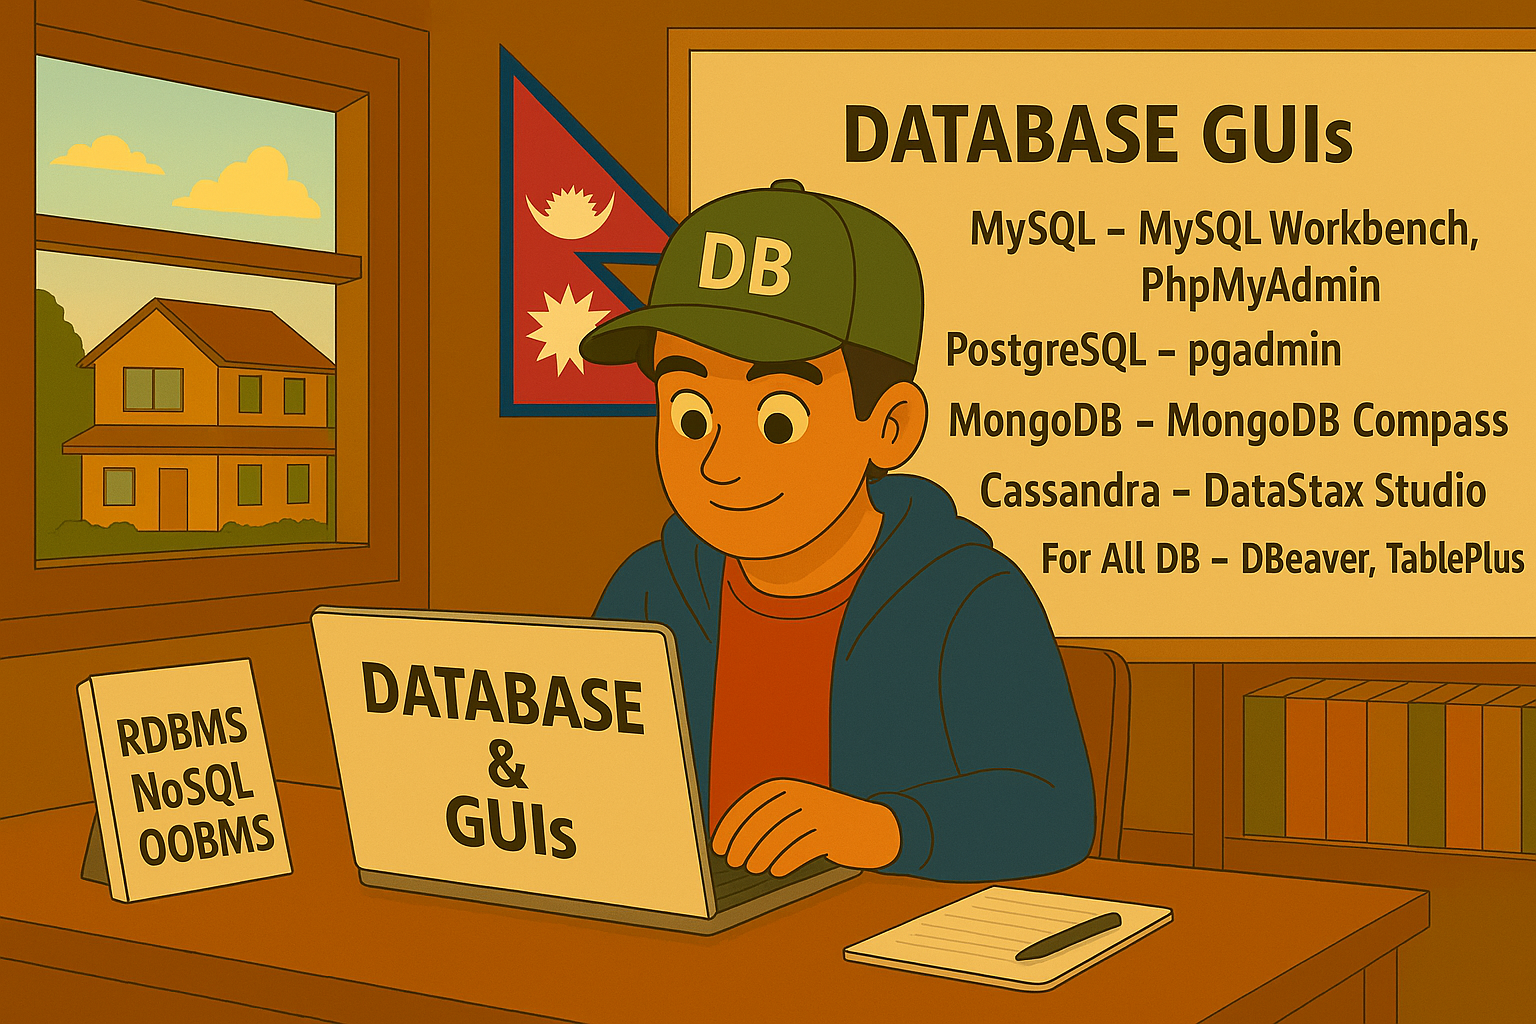 DATABASE GUIs
MySQL – MySQL Workbench,
PhpMyAdmin
PostgreSQL – pgadmin
MongoDB – MongoDB Compass
Cassandra – DataStax Studio
For All DB – DBeaver, TablePlus
DB
DATABASE
&
GUIs
RDBMS
NoSQL
OOBMS